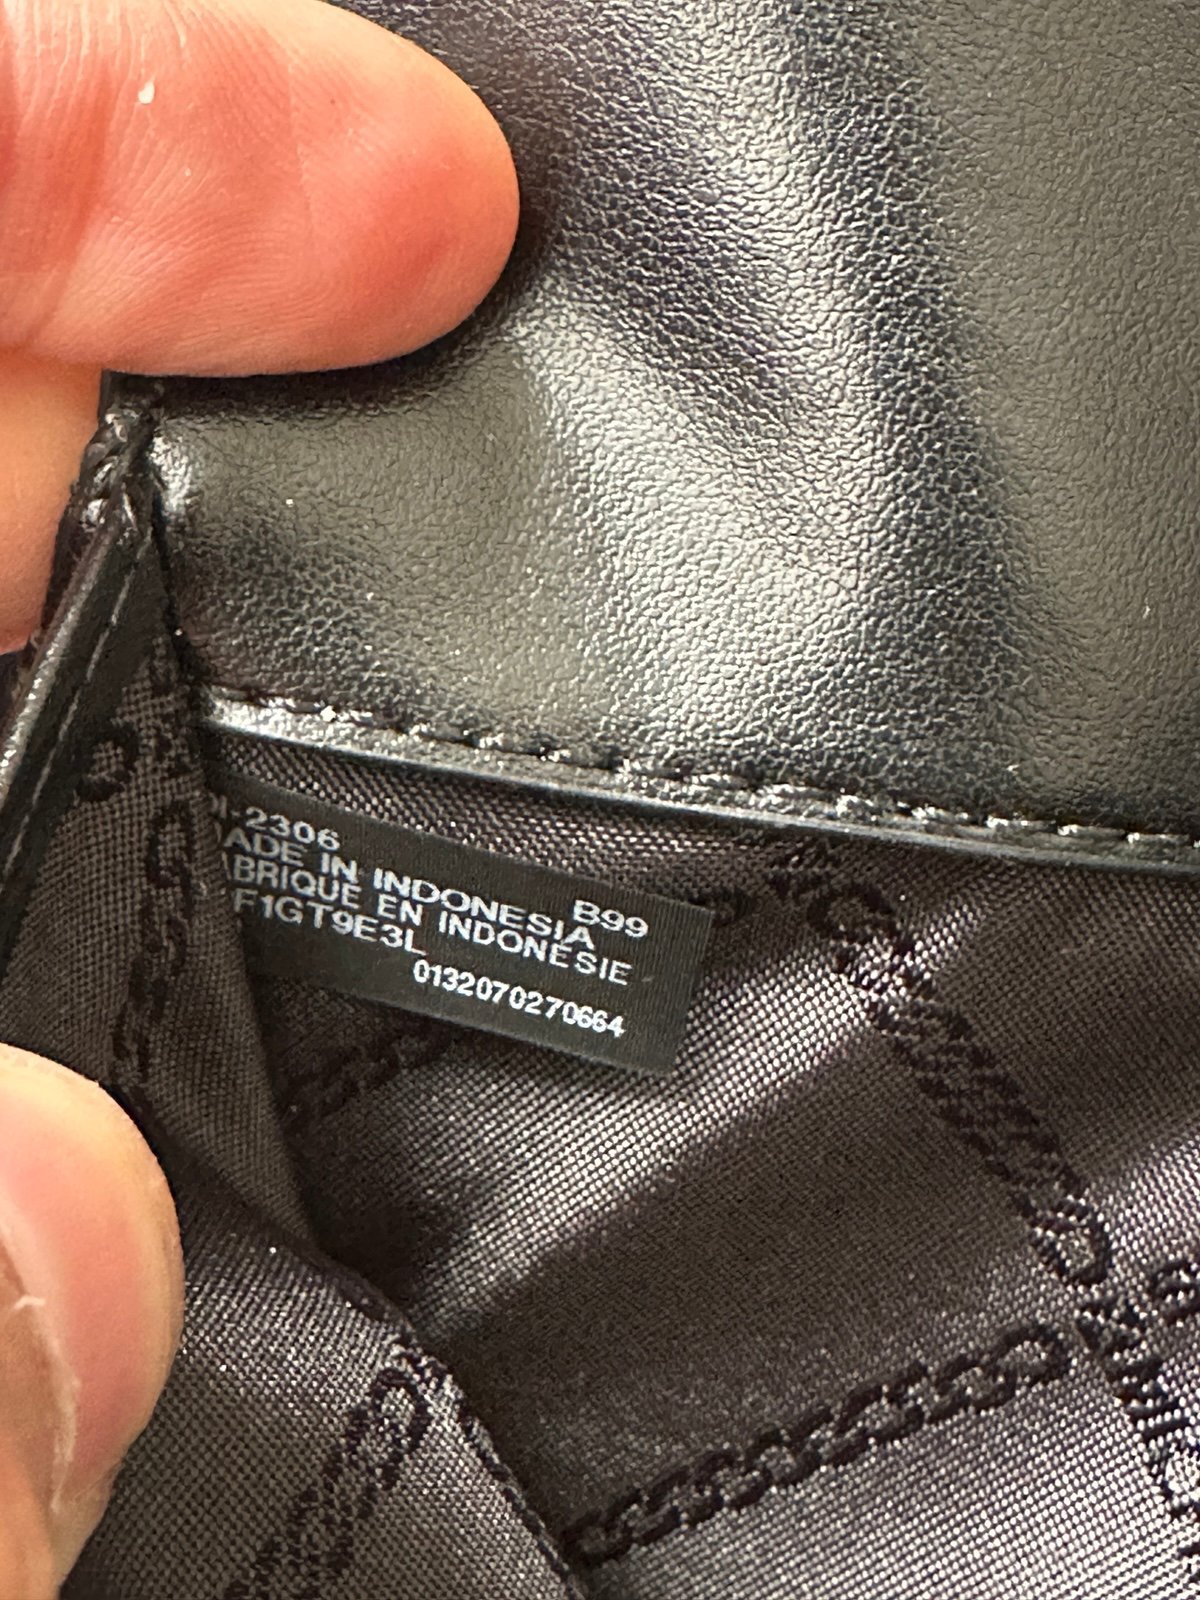 -2306
ADE IN INDONESIA B99
ABRIQUE EN INDONESIE
F1GT9E3L
0132070270664